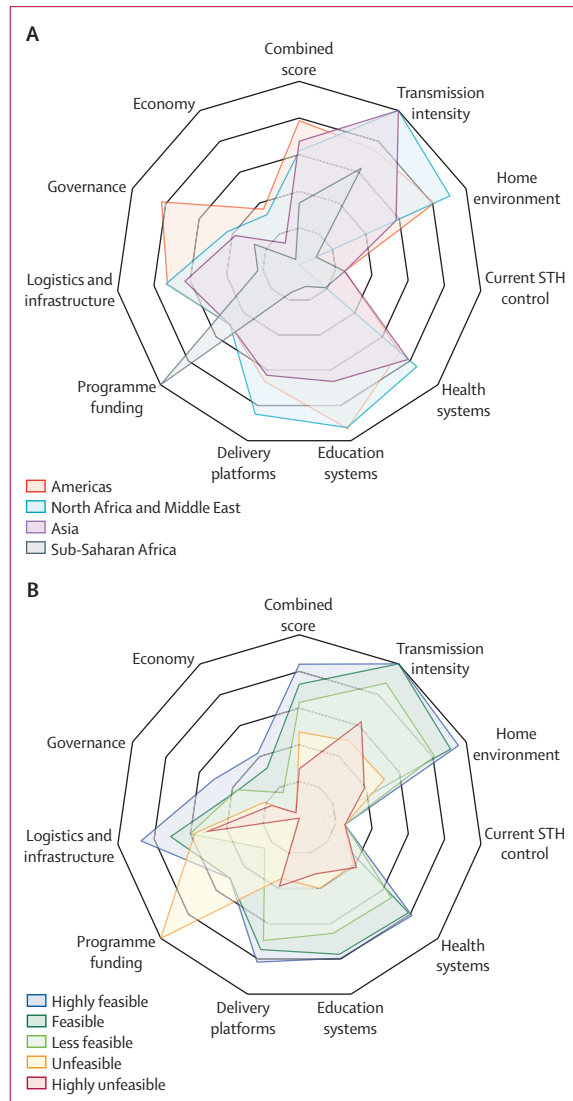 A
Combined
score
Economy
Transmission
intensity
Governance
Home
environment
Logistics and
infrastructure
Current STH
control
Programme
funding
Health
systems
Delivery
platforms
Education
systems
Americas
North Africa and Middle East
Asia
Sub-Saharan Africa
B
Combined
score
Economy
Transmission
intensity
Governance
Home
environment
Logistics and
infrastructure
Current STH
control
Programme
funding
Health
systems
Delivery
platforms
Education
systems
Highly feasible
Feasible
Less feasible
Unfeasible
Highly unfeasible